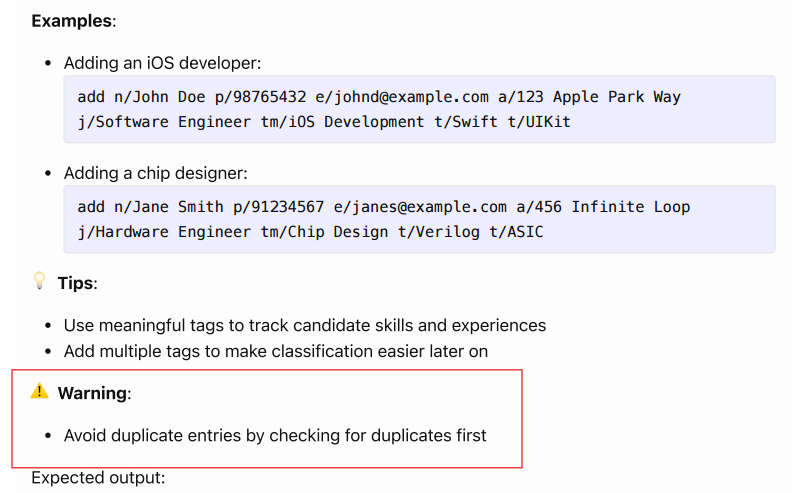 Examples:
• Adding an iOS developer:
add n/John Doe p/98765432 e/johnd@example.com a/123 Apple Park Way
j/Software Engineer tm/iOS Development t/Swift t/UIKit
• Adding a chip designer:
add n/Jane Smith p/91234567 e/janes@example.com a/456 Infinite Loop
j/Hardware Engineer tm/Chip Design t/Verilog t/ASIC
Tips:
• Use meaningful tags to track candidate skills and experiences
• Add multiple tags to make classification easier later on
Warning:
• Avoid duplicate entries by checking for duplicates first
Expected output: